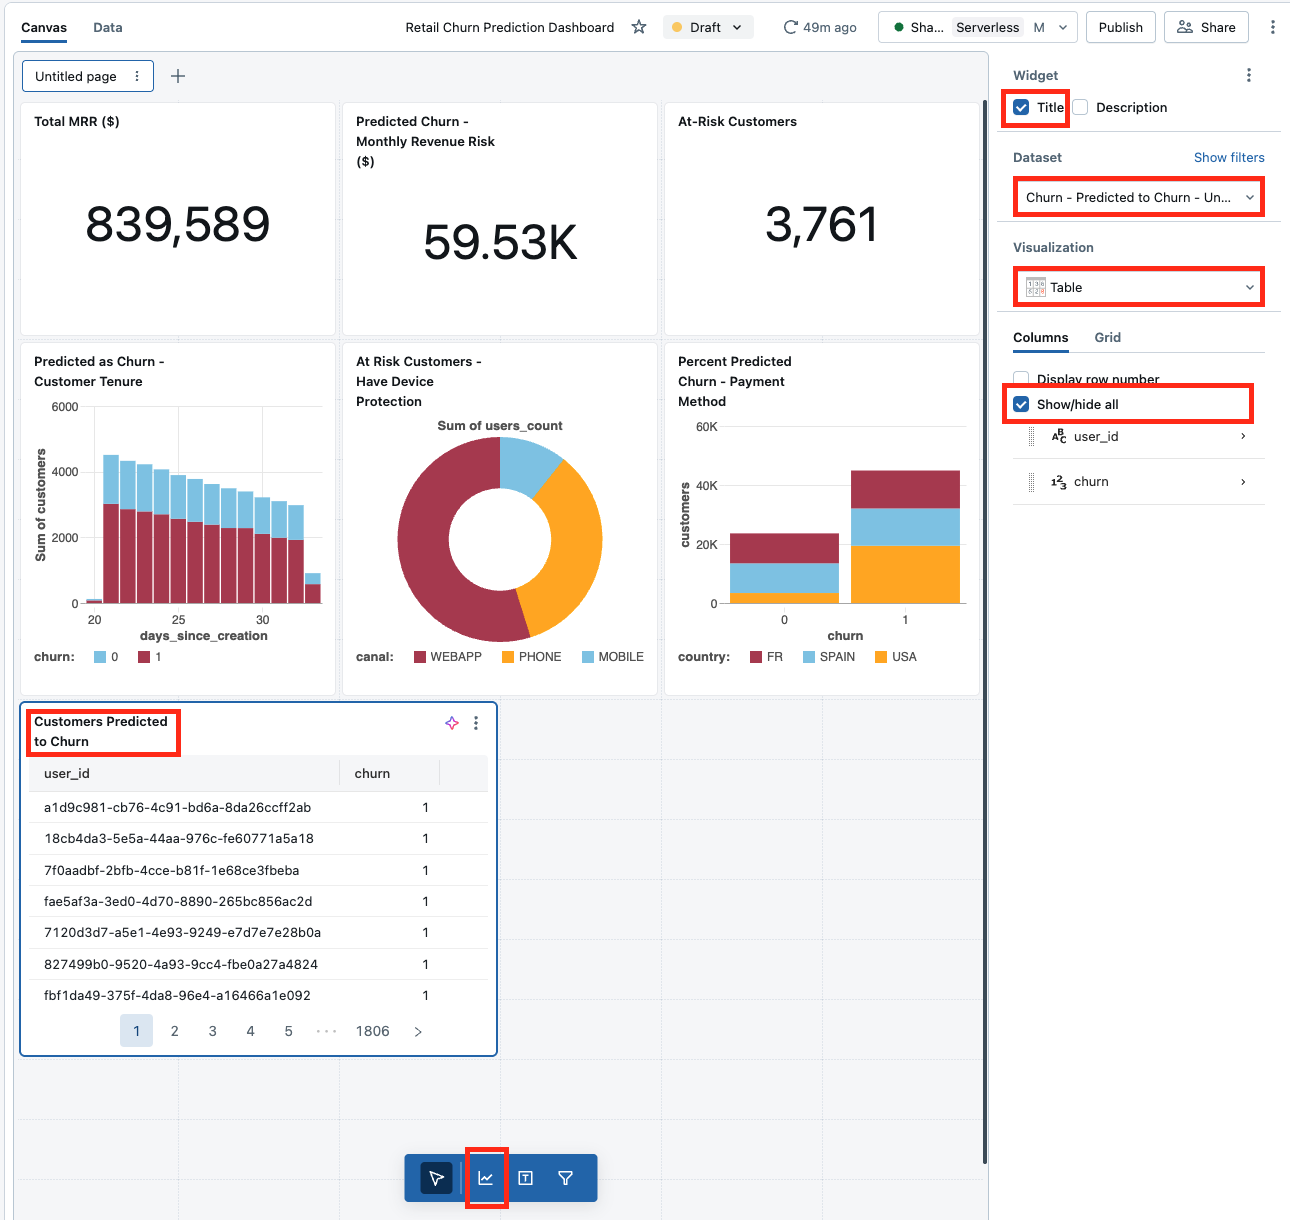 Canvas
Data
Retail Churn Prediction Dashboard
Draft
49m ago
Sha...
Serverless
M
Publish
Share
Untitled page
Total MRR ($)
839,589
Predicted Churn -
Monthly Revenue Risk
($)
59.53K
At-Risk Customers
3,761
Predicted as Churn -
Customer Tenure
6000
4000
2000
0
Sum of customers
20
25
30
days_since_creation
churn:
0
1
At Risk Customers -
Have Device
Protection
Sum of users_count
canal:
WEBAPP
PHONE
MOBILE
Percent Predicted
Churn - Payment
Method
60K
40K
20K
0
customers
0
1
churn
country:
FR
SPAIN
USA
Customers Predicted
to Churn
user_id churn
a1d9c981-cb76-4c91-bd6a-8da26ccff2ab 1
18cb4da3-5e5a-44aa-976c-fe60771a5a18 1
7f0aadbf-2bfb-4cce-b81f-1e68ce3fbeba 1
fae5af3a-3ed0-4d70-8890-265bc856ac2d 1
7120d3d7-a5e1-4e93-9249-e7d7e7e28b0a 1
827499b0-9520-4a93-9cc4-fbe0a27a4824 1
fbf1da49-375f-4da8-96e4-a16466a1e092 1
1 2 3 4 5 ··· 1806 >
Widget
Title
Description
Dataset
Show filters
Churn - Predicted to Churn - Un...
Visualization
Table
Columns
Grid
Display row number
Show/hide all
user_id
churn